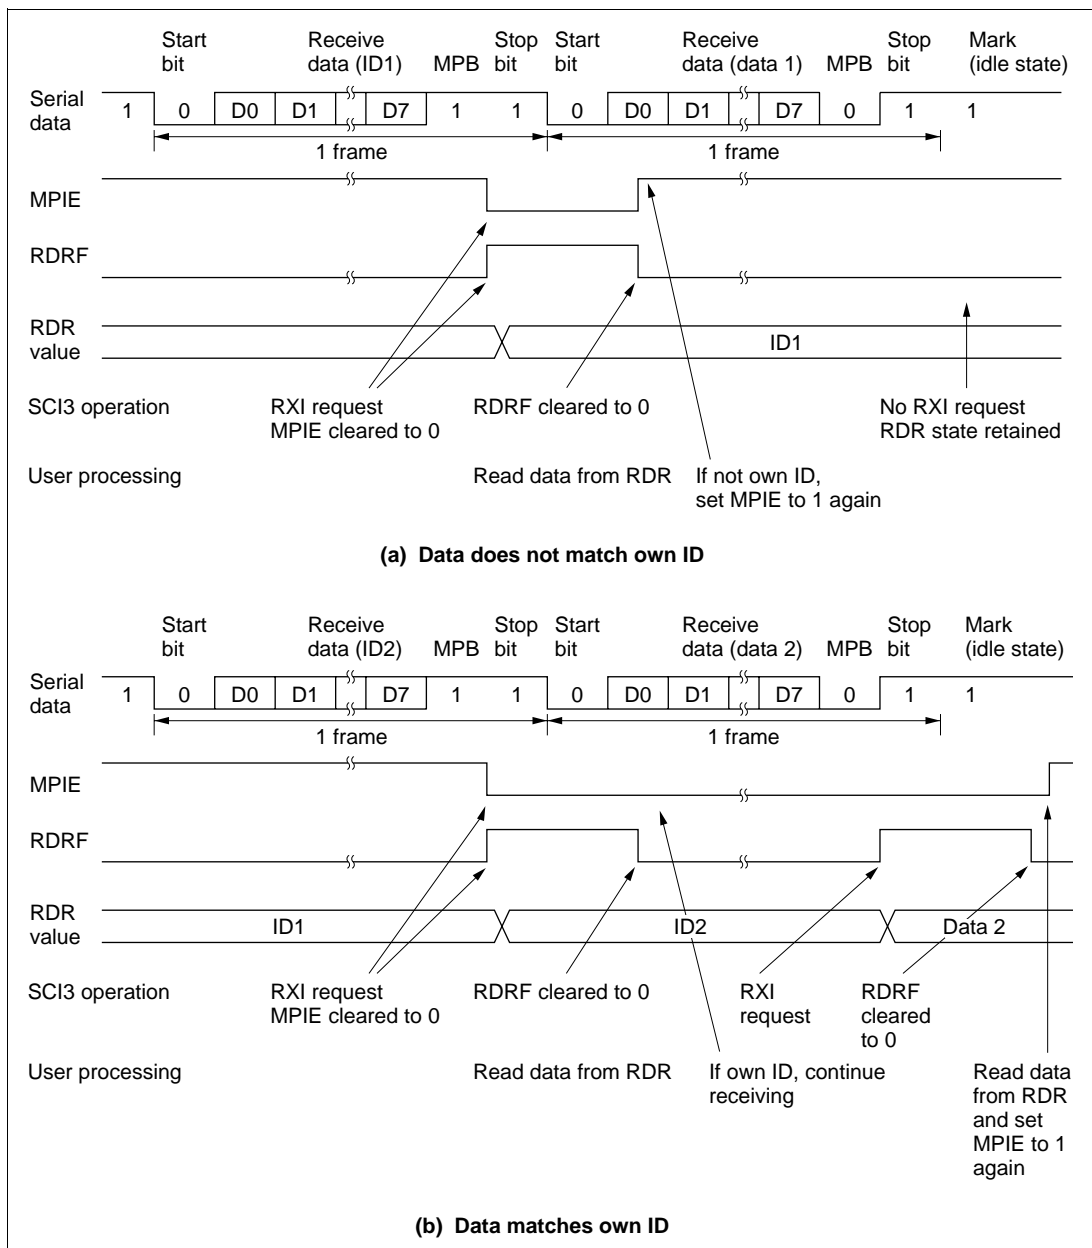 Start Receive Stop Start Receive Stop Mark
bit data (ID1) MPB bit bit data (data 1) MPB bit (idle state)
Serial
data
1 0 D0 D1 D7 1 1 0 D0 D1 D7 0 1 1
1 frame 1 frame
MPIE
RDRF
RDR
value
ID1
SCI3 operation RXI request RDRF cleared to 0 No RXI request
MPIE cleared to 0 RDR state retained
User processing Read data from RDR If not own ID,
set MPIE to 1 again
(a) Data does not match own ID
Start Receive Stop Start Receive Stop Mark
bit data (ID2) MPB bit bit data (data 2) MPB bit (idle state)
Serial
data
1 0 D0 D1 D7 1 1 0 D0 D1 D7 0 1 1
1 frame 1 frame
MPIE
RDRF
RDR
value
ID1 ID2 Data 2
SCI3 operation RXI request RDRF cleared to 0 RXI RDRF
MPIE cleared to 0 request cleared
to 0
User processing Read data from RDR If own ID, continue Read data
receiving from RDR
and set
MPIE to 1
again
(b) Data matches own ID